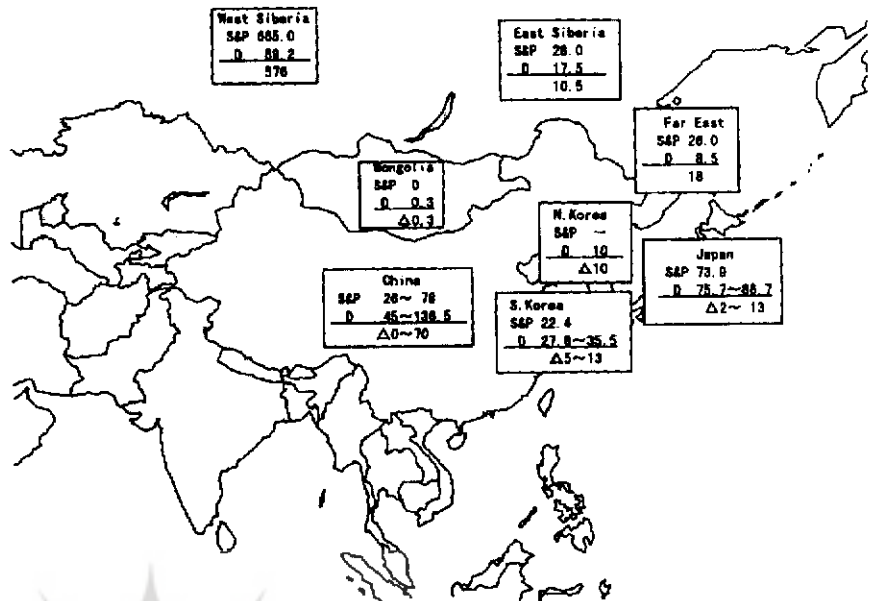 West Siberia
S&P 665.0
D 89.2
576
East Siberia
S&P 28.0
D 17.5
10.5
Far East
S&P 26.0
D 8.5
18
Mongolia
S&P 0
D 0.3
△0.3
N.Korea
S&P -
D 10
△10
Japan
S&P 73.9
D 75.7~86.7
△2~ 13
China
S&P 26~ 76
D 45~136.5
△0~70
S.Korea
S&P 22.4
D 27.8~35.5
△5~13